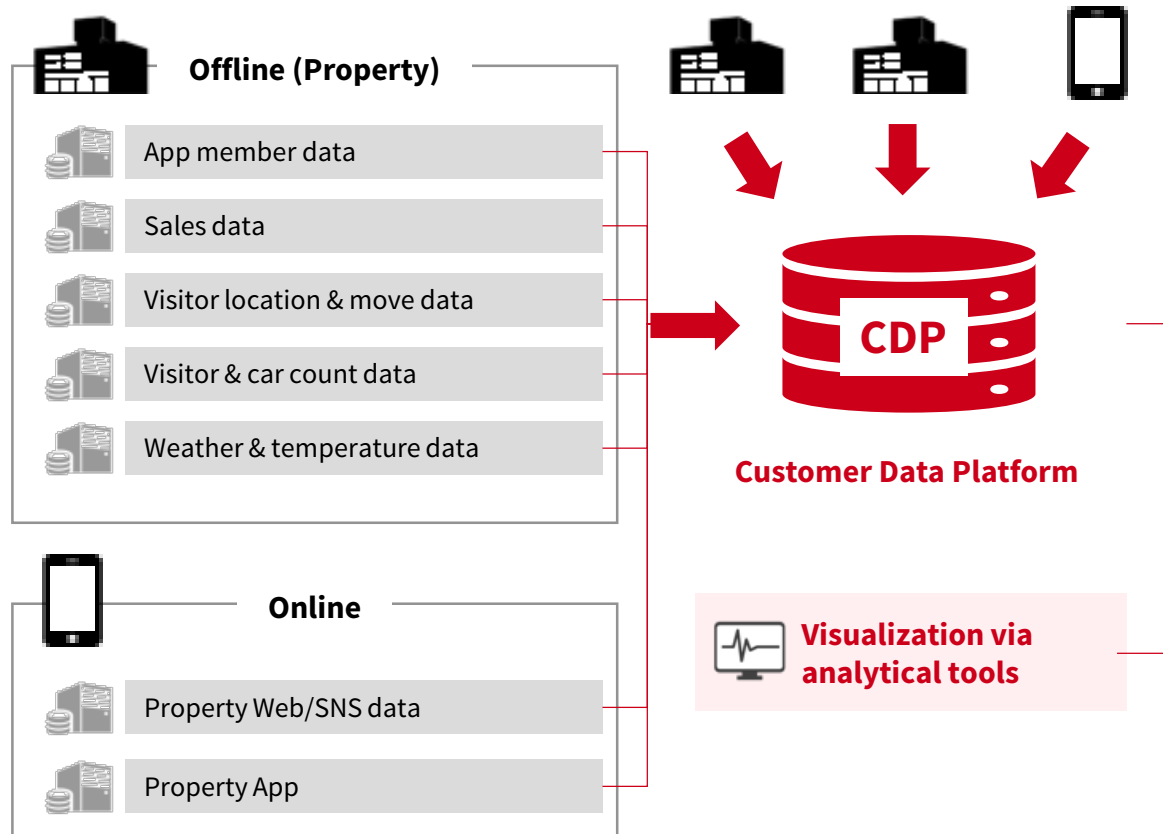 Offline (Property)
App member data
Sales data
Visitor location & move data
Visitor & car count data
Weather & temperature data
Online
Property Web/SNS data
Property App
CDP
Customer Data Platform
Visualization via
analytical tools